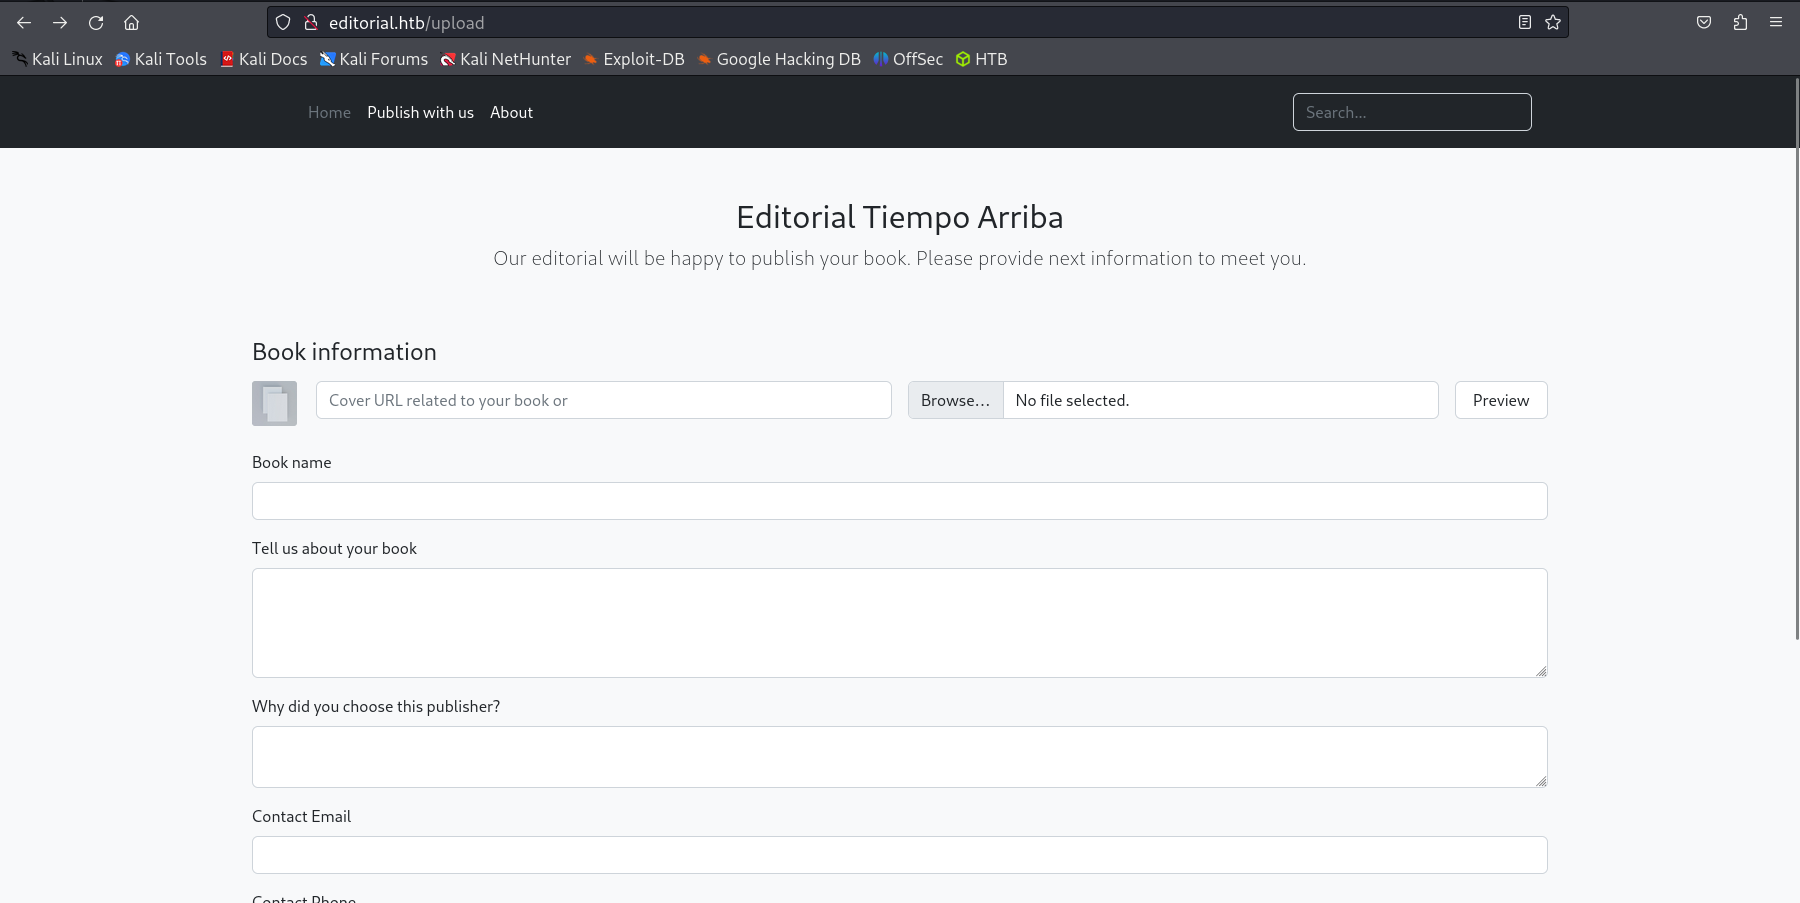 editorial.htb/upload
Kali Linux Kali Tools Kali Docs Kali Forums Kali NetHunter Exploit-DB Google Hacking DB OffSec HTB
Home Publish with us About Search...
Editorial Tiempo Arriba
Our editorial will be happy to publish your book. Please provide next information to meet you.
Book information
Cover URL related to your book or Browse... No file selected. Preview
Book name
Tell us about your book
Why did you choose this publisher?
Contact Email
Contact Phone